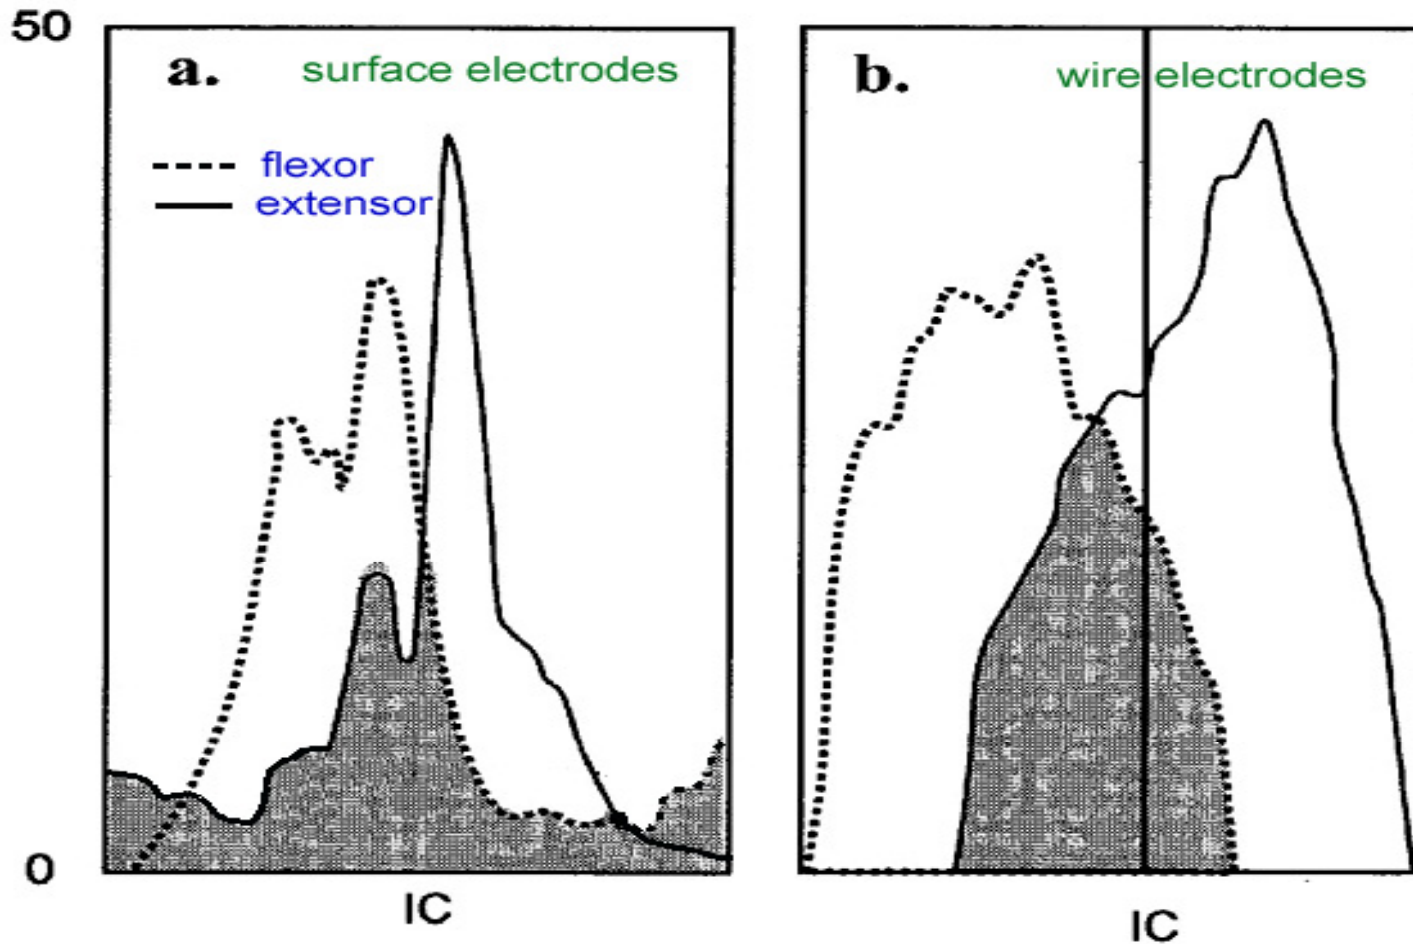 50
a. surface electrodes
flexor
extensor
0
IC
b. wire electrodes
IC